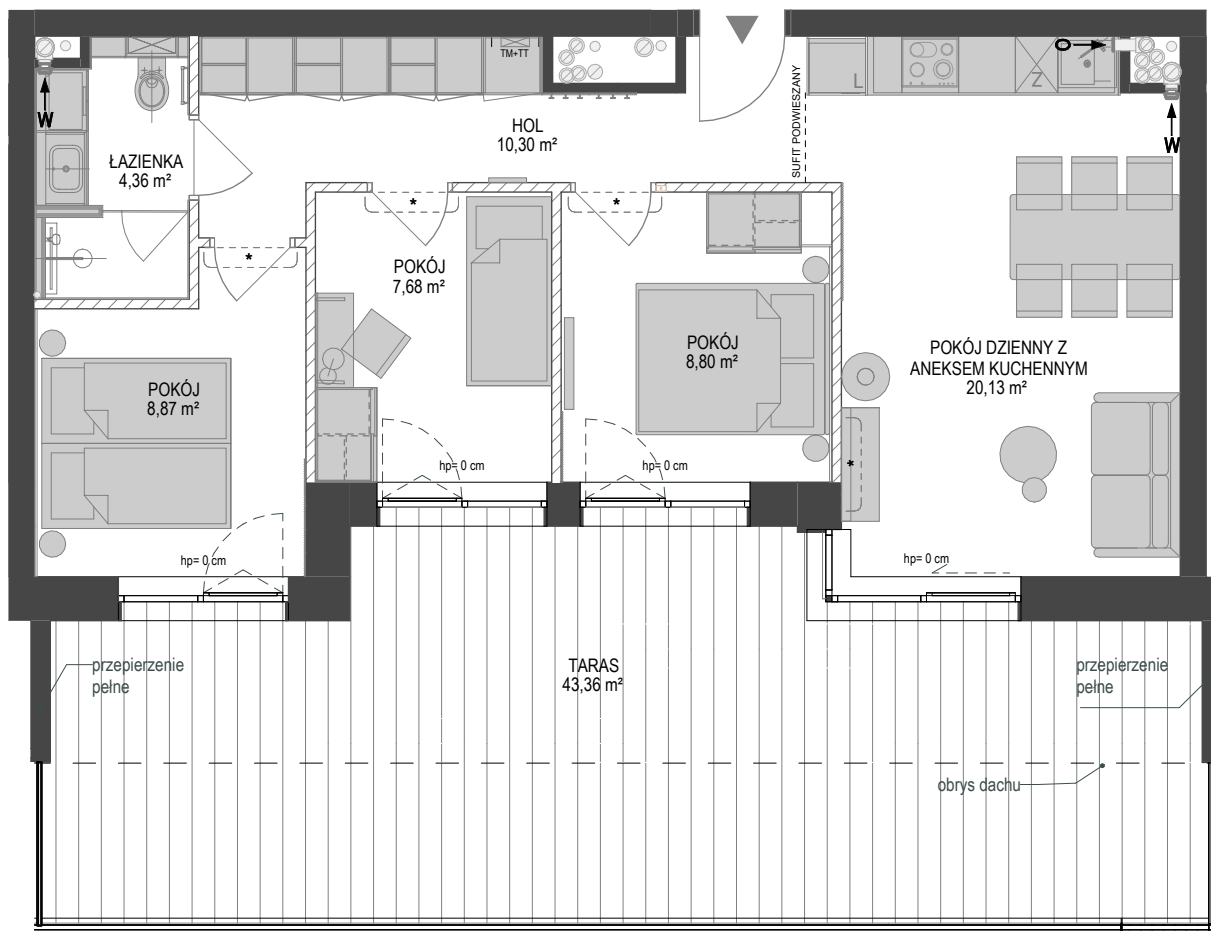 TM+TT
O
W
W
L
Z
SUFIT PODWIESZANY
HOL
10,30 m²
ŁAZIENKA
4,36 m²
*
*
*
POKÓJ
7,68 m²
POKÓJ
8,80 m²
POKÓJ DZIENNY Z
ANEKSEM KUCHENNYM
20,13 m²
POKÓJ
8,87 m²
*
hp= 0 cm
hp= 0 cm
hp= 0 cm
hp= 0 cm
TARAS
43,36 m²
przepierzenie
pełne
przepierzenie
pełne
obrys dachu